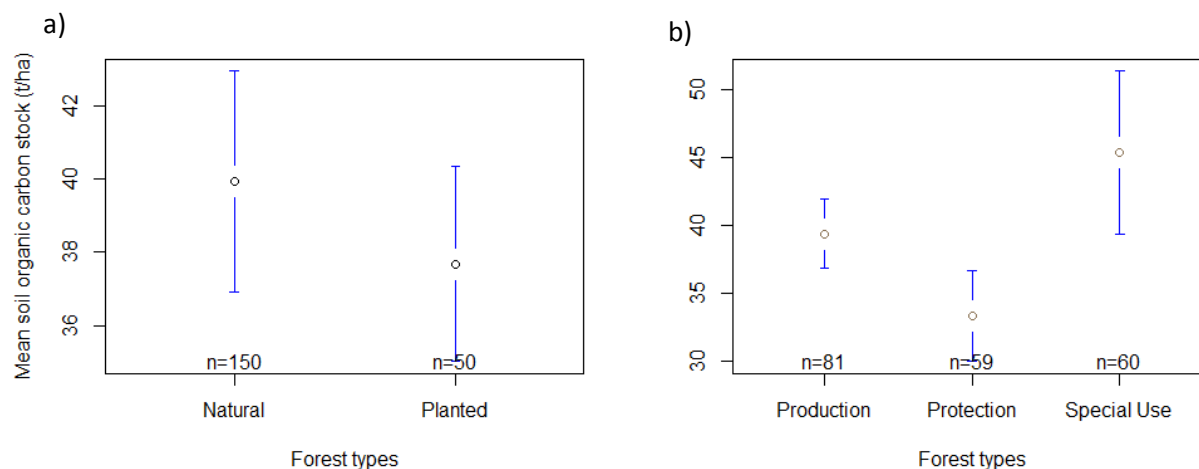 a)
Mean soil organic carbon stock (t/ha)
42
40
38
36
n=150
n=50
Natural
Planted
Forest types
b)
50
45
40
35
30
n=81
n=59
n=60
Production
Protection
Special Use
Forest types